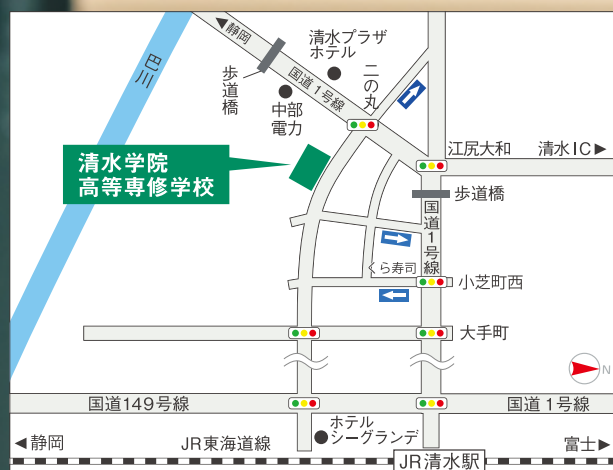 ◀静岡
清水プラザ
ホテル
巴川
歩道橋
国道1号線
二の丸
中部
電力
江尻大和
清水IC▶
清水学院
高等専修学校
歩道橋
国道1号線
くら寿司
小芝町西
大手町
N
国道149号線
国道1号線
ホテル
シーグランデ
◀静岡
JR東海道線
JR清水駅
富士▶